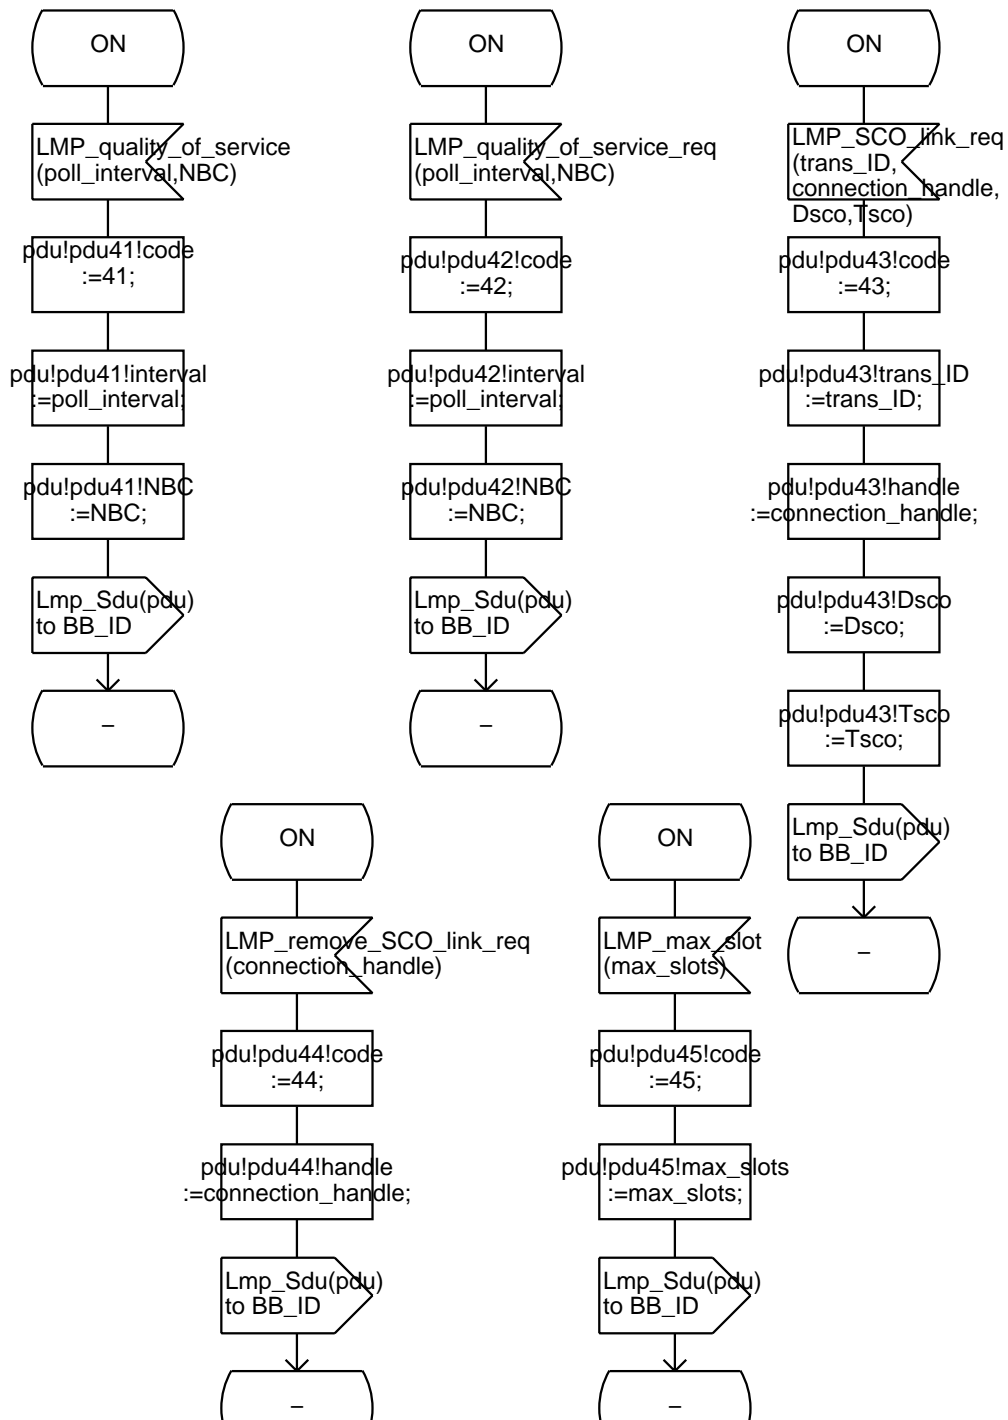 ON
LMP_quality_of_service
(poll_interval,NBC)
pdu!pdu41!code
:=41;
pdu!pdu41!interval
:=poll_interval;
pdu!pdu41!NBC
:=NBC;
Lmp_Sdu(pdu)
to BB_ID
–
ON
LMP_quality_of_service_req
(poll_interval,NBC)
pdu!pdu42!code
:=42;
pdu!pdu42!interval
:=poll_interval;
pdu!pdu42!NBC
:=NBC;
Lmp_Sdu(pdu)
to BB_ID
–
ON
LMP_SCO_link_req
(trans_ID,
connection_handle,
Dsco,Tsco)
pdu!pdu43!code
:=43;
pdu!pdu43!trans_ID
:=trans_ID;
pdu!pdu43!handle
:=connection_handle;
pdu!pdu43!Dsco
:=Dsco;
pdu!pdu43!Tsco
:=Tsco;
Lmp_Sdu(pdu)
to BB_ID
–
ON
LMP_remove_SCO_link_req
(connection_handle)
pdu!pdu44!code
:=44;
pdu!pdu44!handle
:=connection_handle;
Lmp_Sdu(pdu)
to BB_ID
–
ON
LMP_max_slot
(max_slots)
pdu!pdu45!code
:=45;
pdu!pdu45!max_slots
:=max_slots;
Lmp_Sdu(pdu)
to BB_ID
–